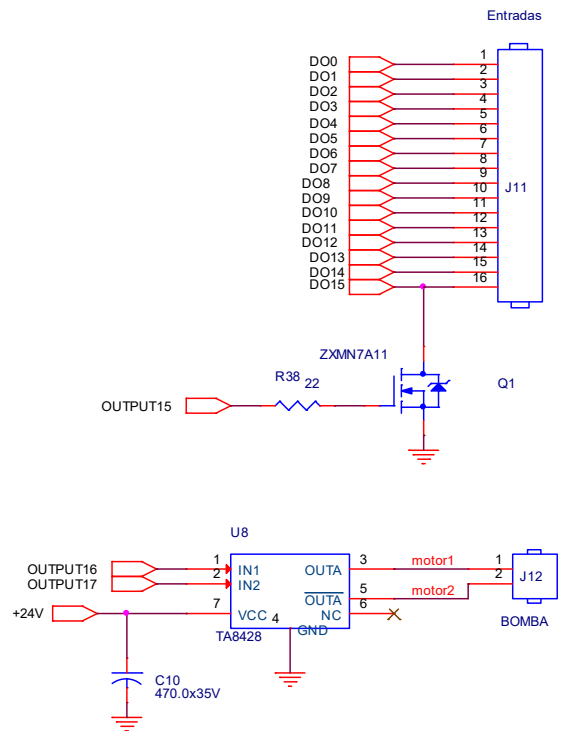 Entradas
DO0 1
DO1 2
DO2 3
DO3 4
DO4 5
DO5 6
DO6 7
DO7 8
DO8 9
DO9 10
DO10 11
DO11 12
DO12 13
DO13 14
DO14 15
DO15 16
J11
ZXMN7A11
R38 22
Q1
OUTPUT15
U8
OUTPUT16 1 IN1 OUTA 3 motor1 1
OUTPUT17 2 IN2 OUTA 5 motor2 2
J12
+24V 7 VCC 4 NC 6
TA8428 GND BOMBA
C10
470.0x35V